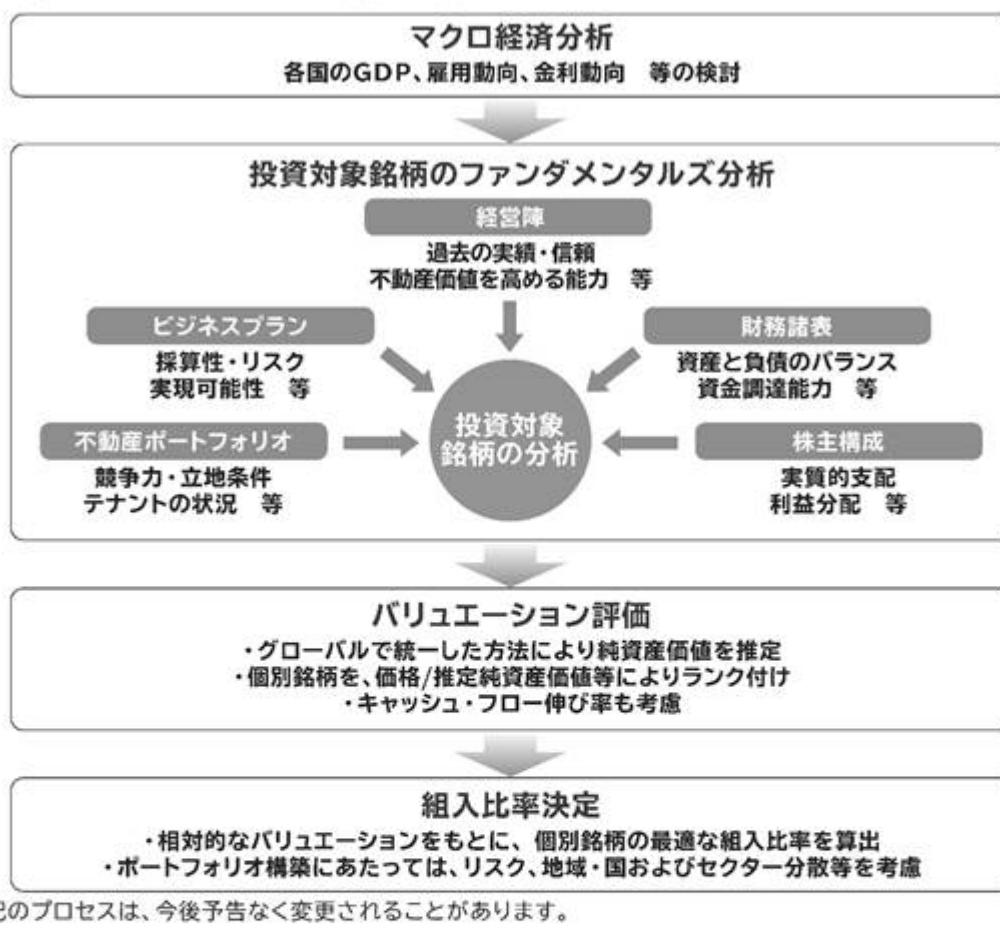 マクロ経済分析
各国のGDP、雇用動向、金利動向　等の検討
投資対象銘柄のファンダメンタルズ分析
経営陣
過去の実績・信頼
不動産価値を高める能力　等
ビジネスプラン
採算性・リスク
実現可能性　等
財務諸表
資産と負債のバランス
資金調達能力　等
投資対象
銘柄の分析
不動産ポートフォリオ
競争力・立地条件
テナントの状況　等
株主構成
実質的支配
利益分配　等
バリュエーション評価
・グローバルで統一した方法により純資産価値を推定
・個別銘柄を、価格/推定純資産価値等によりランク付け
・キャッシュ・フロー伸び率も考慮
組入比率決定
・相対的なバリュエーションをもとに、個別銘柄の最適な組入比率を算出
・ポートフォリオ構築にあたっては、リスク、地域・国およびセクター分散等を考慮
記のプロセスは、今後予告なく変更されることがあります。